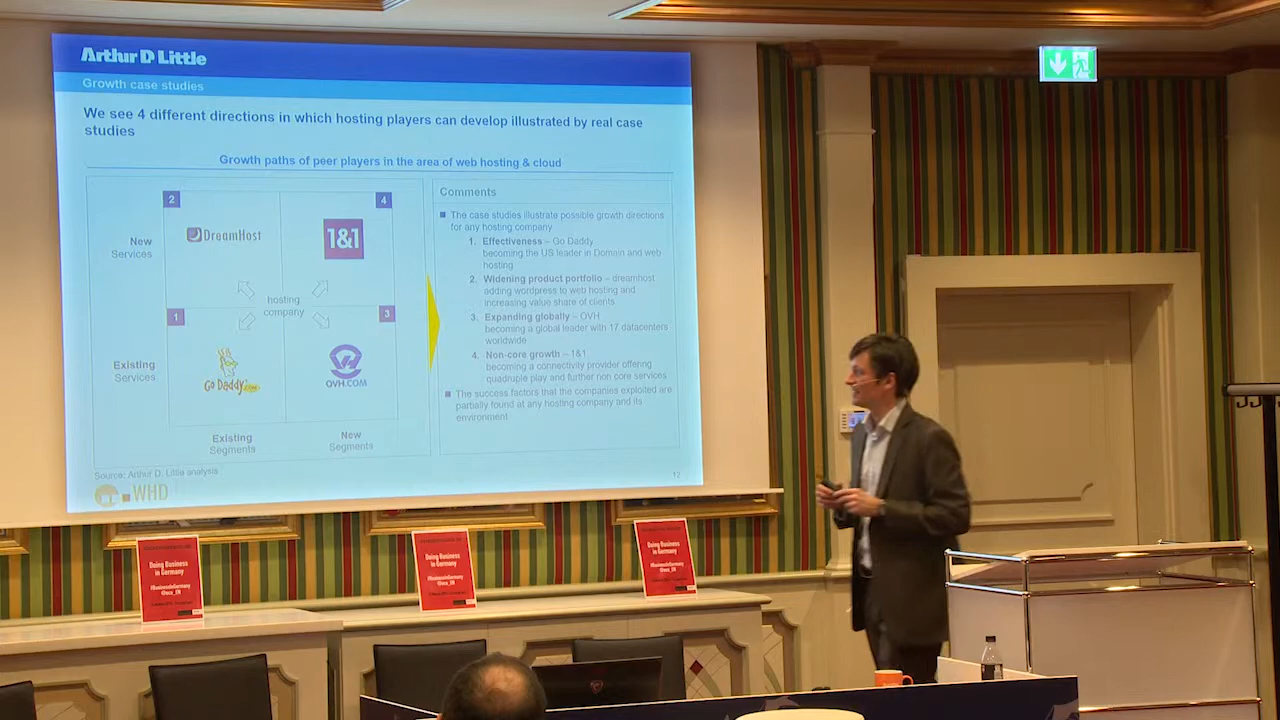 Arthur D Little
Growth case studies
We see 4 different directions in which hosting players can develop illustrated by real case
studies
Growth paths of peer players in the area of web hosting & cloud
2
4
New
Services
DreamHost
1&1
hosting
company
1
3
Existing
Services
Go Daddy.com
OVH.COM
Existing
Segments
New
Segments
Comments
The case studies illustrate possible growth directions
for any hosting company
1. Effectiveness – Go Daddy
becoming the US leader in Domain and web
hosting
2. Widening product portfolio – dreamhost
adding wordpress to web hosting and
increasing value share of clients
3. Expanding globally – OVH
becoming a global leader with 17 datacenters
worldwide
4. Non-core growth – 1&1
becoming a connectivity provider offering
quadruple play and further non core services
The success factors that the companies exploited are
partially found at any hosting company and its
environment
Source: Arthur D. Little analysis
12
WHD
Doing Business
in Germany
#BusinessInGermany
@eco_EN
Doing Business
in Germany
#BusinessInGermany
@eco_EN
Doing Business
in Germany
#BusinessInGermany
@eco_EN